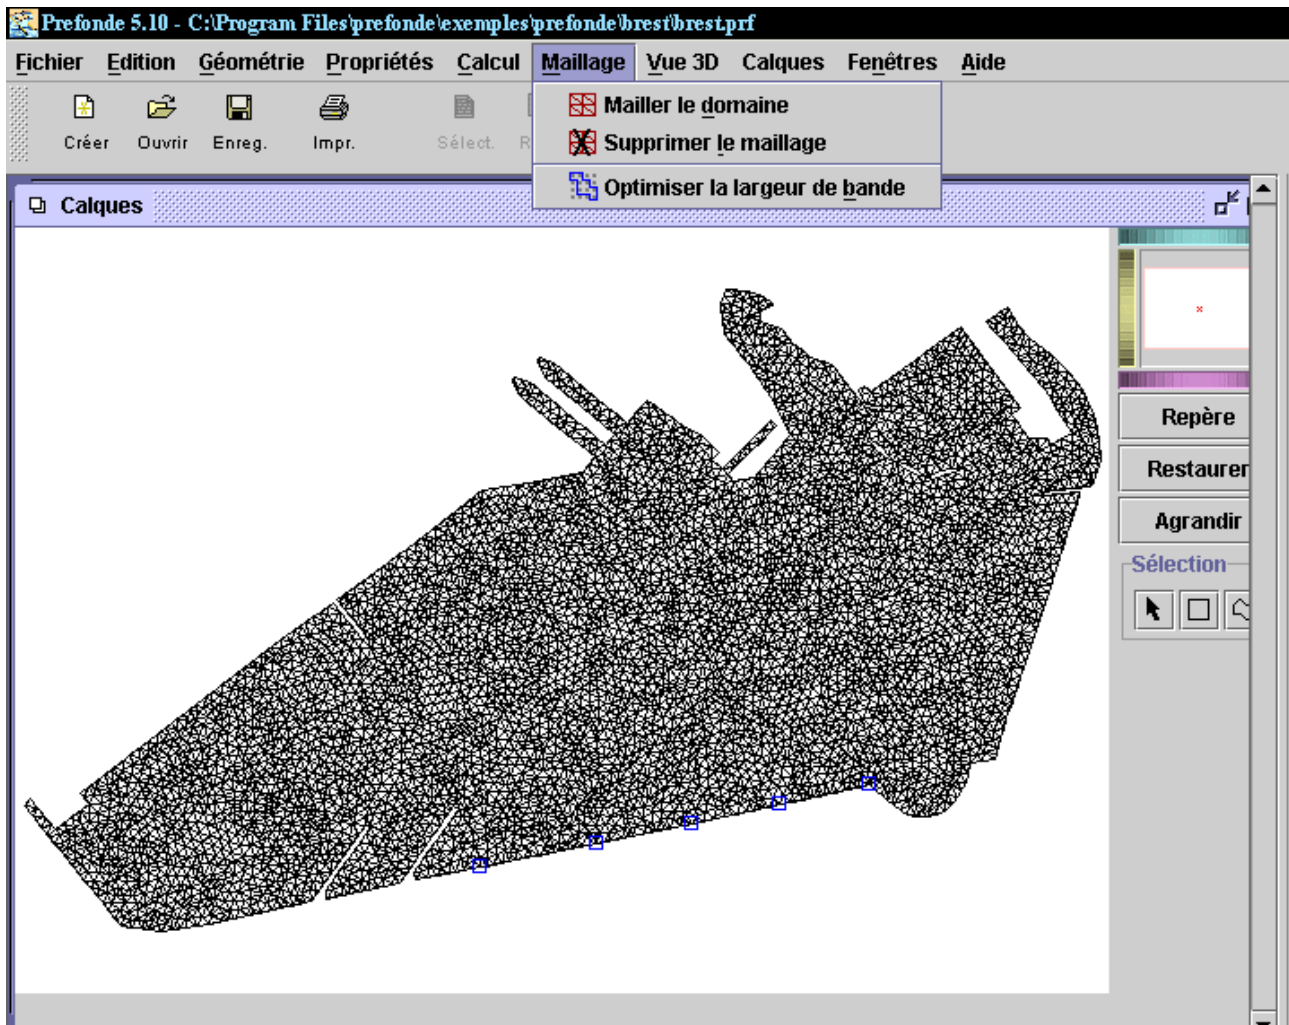 Prefonde 5.10 - C:\Program Files\prefonde\exemples\prefonde\brest\brest.prf
Fichier Edition Géométrie Propriétés Calcul Maillage Vue 3D Calques Fenêtres Aide
Créer Ouvrir Enreg. Impr. Sélect. R
Mailler le domaine
Supprimer le maillage
Optimiser la largeur de bande
Calques
Repère
Restaurer
Agrandir
Sélection